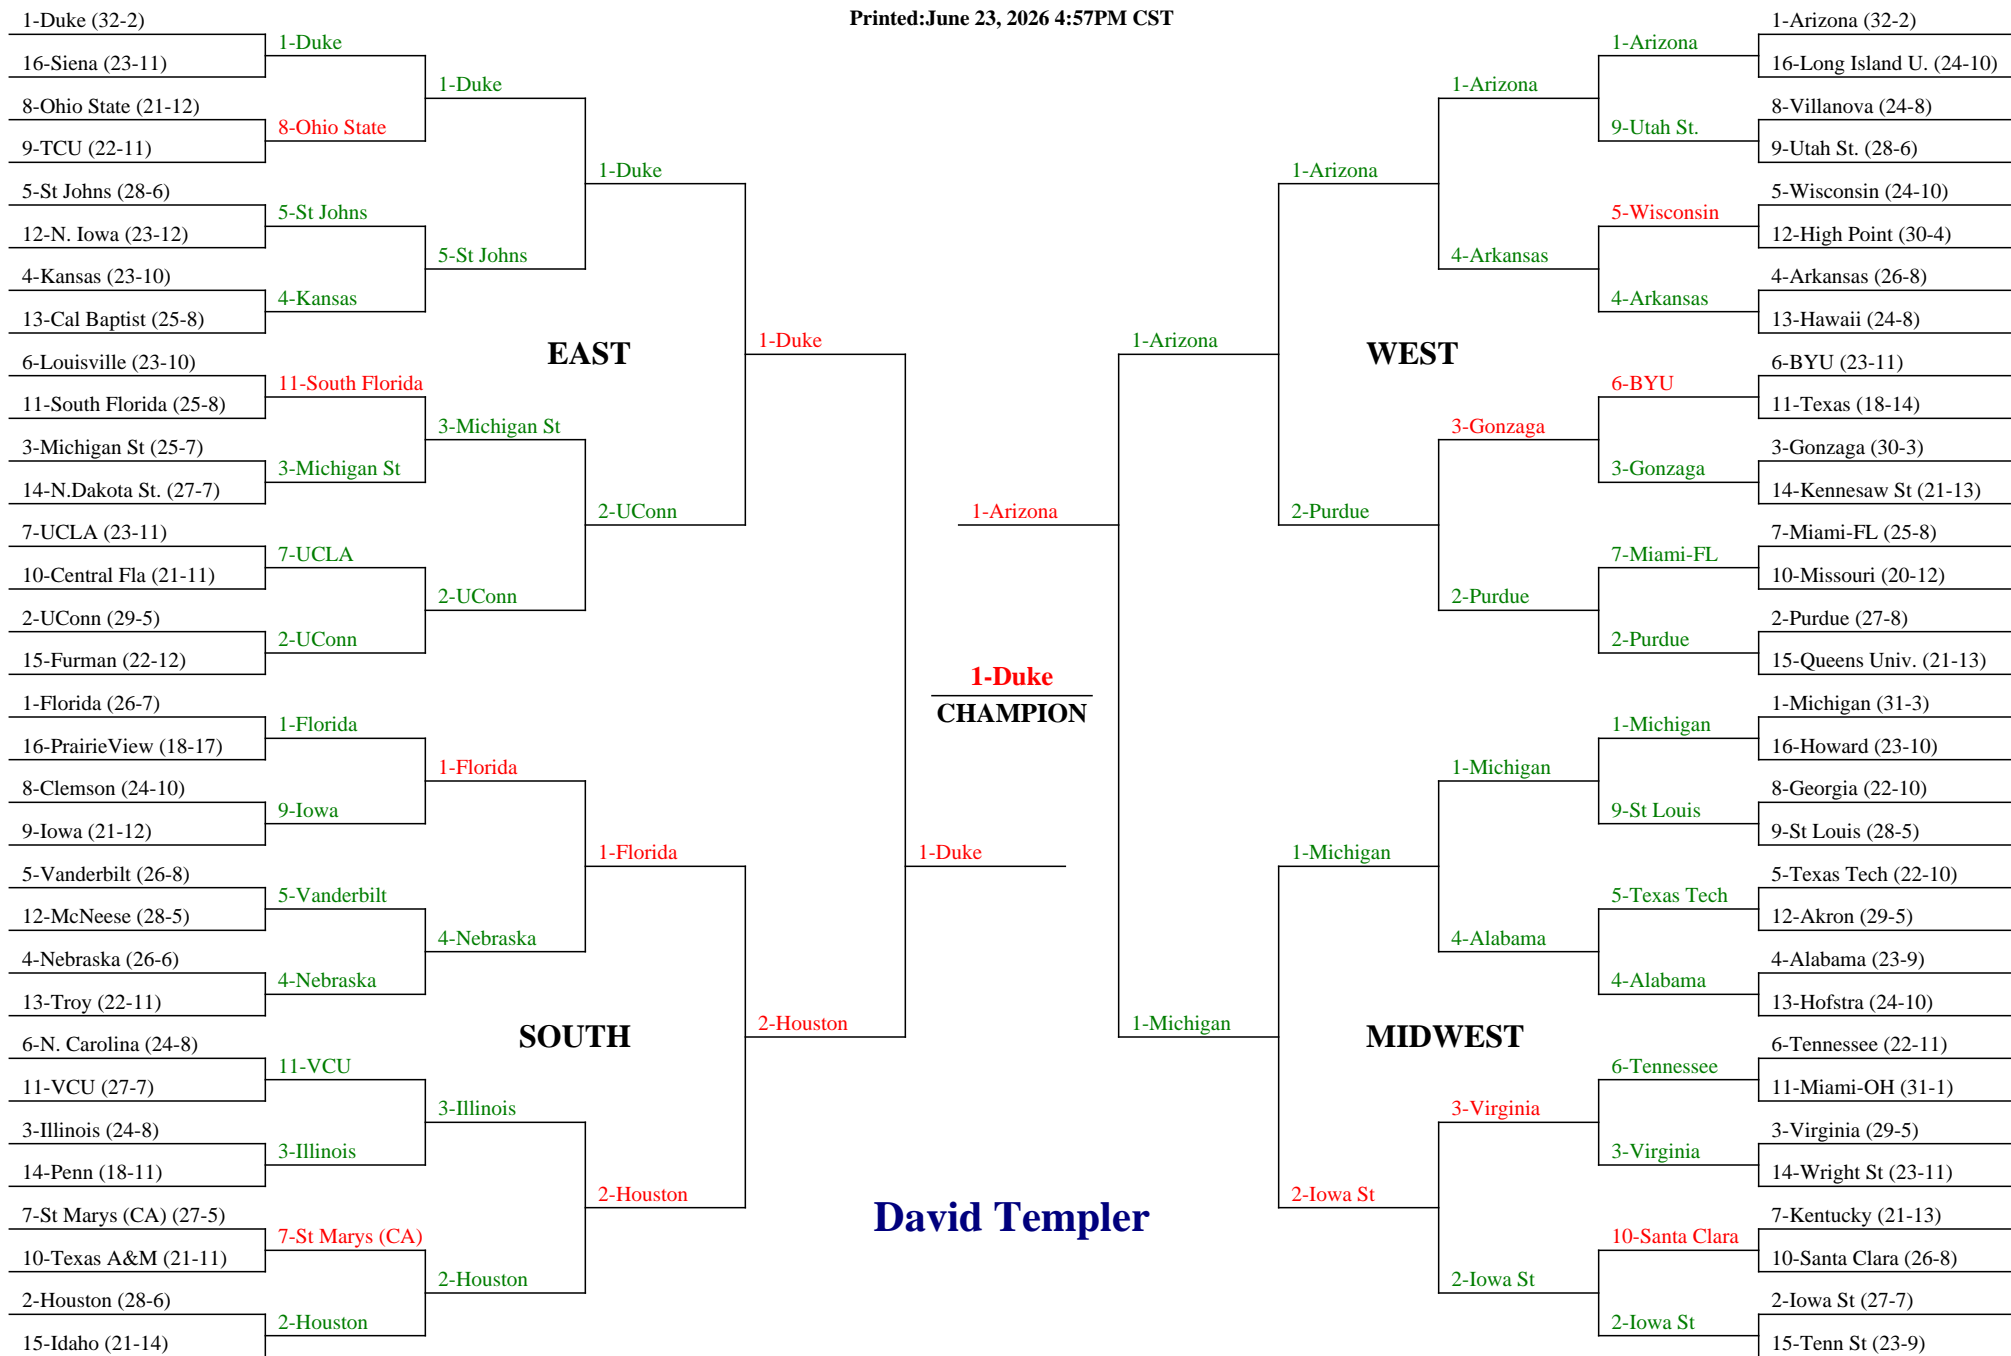 Printed:June 23, 2026 4:57PM CST
1-Duke (32-2)
16-Siena (23-11)
8-Ohio State (21-12)
9-TCU (22-11)
5-St Johns (28-6)
12-N. Iowa (23-12)
4-Kansas (23-10)
13-Cal Baptist (25-8)
6-Louisville (23-10)
11-South Florida (25-8)
3-Michigan St (25-7)
14-N.Dakota St. (27-7)
7-UCLA (23-11)
10-Central Fla (21-11)
2-UConn (29-5)
15-Furman (22-12)
1-Florida (26-7)
16-PrairieView (18-17)
8-Clemson (24-10)
9-Iowa (21-12)
5-Vanderbilt (26-8)
12-McNeese (28-5)
4-Nebraska (26-6)
13-Troy (22-11)
6-N. Carolina (24-8)
11-VCU (27-7)
3-Illinois (24-8)
14-Penn (18-11)
7-St Marys (CA) (27-5)
10-Texas A&M (21-11)
2-Houston (28-6)
15-Idaho (21-14)
1-Duke
8-Ohio State
5-St Johns
4-Kansas
11-South Florida
3-Michigan St
7-UCLA
2-UConn
1-Florida
9-Iowa
5-Vanderbilt
4-Nebraska
11-VCU
3-Illinois
7-St Marys (CA)
2-Houston
1-Duke
5-St Johns
3-Michigan St
2-UConn
1-Florida
4-Nebraska
3-Illinois
2-Houston
1-Duke
EAST
2-UConn
1-Florida
SOUTH
2-Houston
1-Duke
2-Houston
1-Arizona
1-Duke
CHAMPION
1-Duke
David Templer
1-Arizona
1-Michigan
1-Arizona
WEST
2-Purdue
1-Michigan
MIDWEST
2-Iowa St
1-Arizona
4-Arkansas
3-Gonzaga
2-Purdue
1-Michigan
4-Alabama
3-Virginia
2-Iowa St
1-Arizona
9-Utah St.
5-Wisconsin
4-Arkansas
6-BYU
3-Gonzaga
7-Miami-FL
2-Purdue
1-Michigan
9-St Louis
5-Texas Tech
4-Alabama
6-Tennessee
3-Virginia
10-Santa Clara
2-Iowa St
1-Arizona (32-2)
16-Long Island U. (24-10)
8-Villanova (24-8)
9-Utah St. (28-6)
5-Wisconsin (24-10)
12-High Point (30-4)
4-Arkansas (26-8)
13-Hawaii (24-8)
6-BYU (23-11)
11-Texas (18-14)
3-Gonzaga (30-3)
14-Kennesaw St (21-13)
7-Miami-FL (25-8)
10-Missouri (20-12)
2-Purdue (27-8)
15-Queens Univ. (21-13)
1-Michigan (31-3)
16-Howard (23-10)
8-Georgia (22-10)
9-St Louis (28-5)
5-Texas Tech (22-10)
12-Akron (29-5)
4-Alabama (23-9)
13-Hofstra (24-10)
6-Tennessee (22-11)
11-Miami-OH (31-1)
3-Virginia (29-5)
14-Wright St (23-11)
7-Kentucky (21-13)
10-Santa Clara (26-8)
2-Iowa St (27-7)
15-Tenn St (23-9)